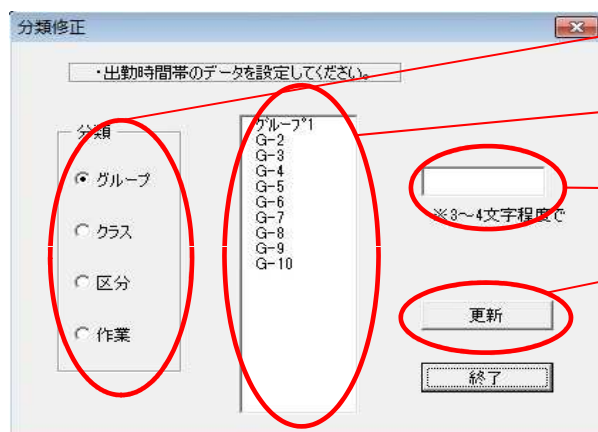 分類修正
・出勤時間帯のデータを設定してください。
分類
グループ
クラス
区分
作業
グループ1
G-2
G-3
G-4
G-5
G-6
G-7
G-8
G-9
G-10
※3～4文字程度で
更新
終了